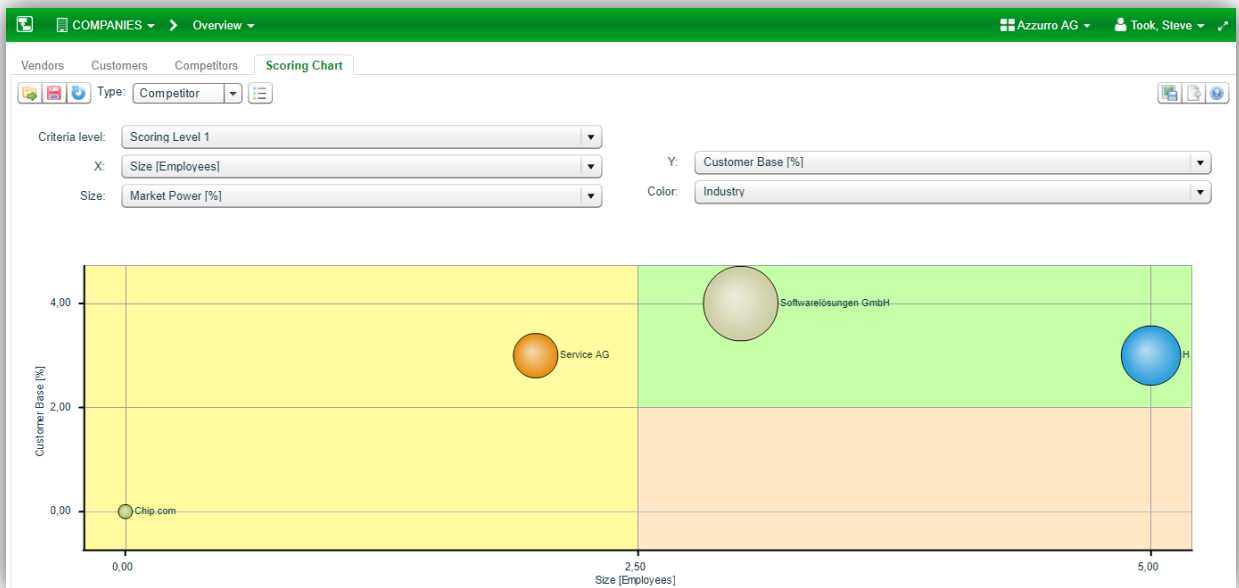 COMPANIES Overview Azzurro AG Took, Steve
Vendors Customers Competitors Scoring Chart
Type: Competitor
Criteria level: Scoring Level 1
X: Size [Employees] Y: Customer Base [%]
Size: Market Power [%] Color: Industry
4,00
Softwarelösungen GmbH
Service AG
H
Customer Base [%]
2,00
0,00
Chip.com
0,00 2,50 5,00
Size [Employees]